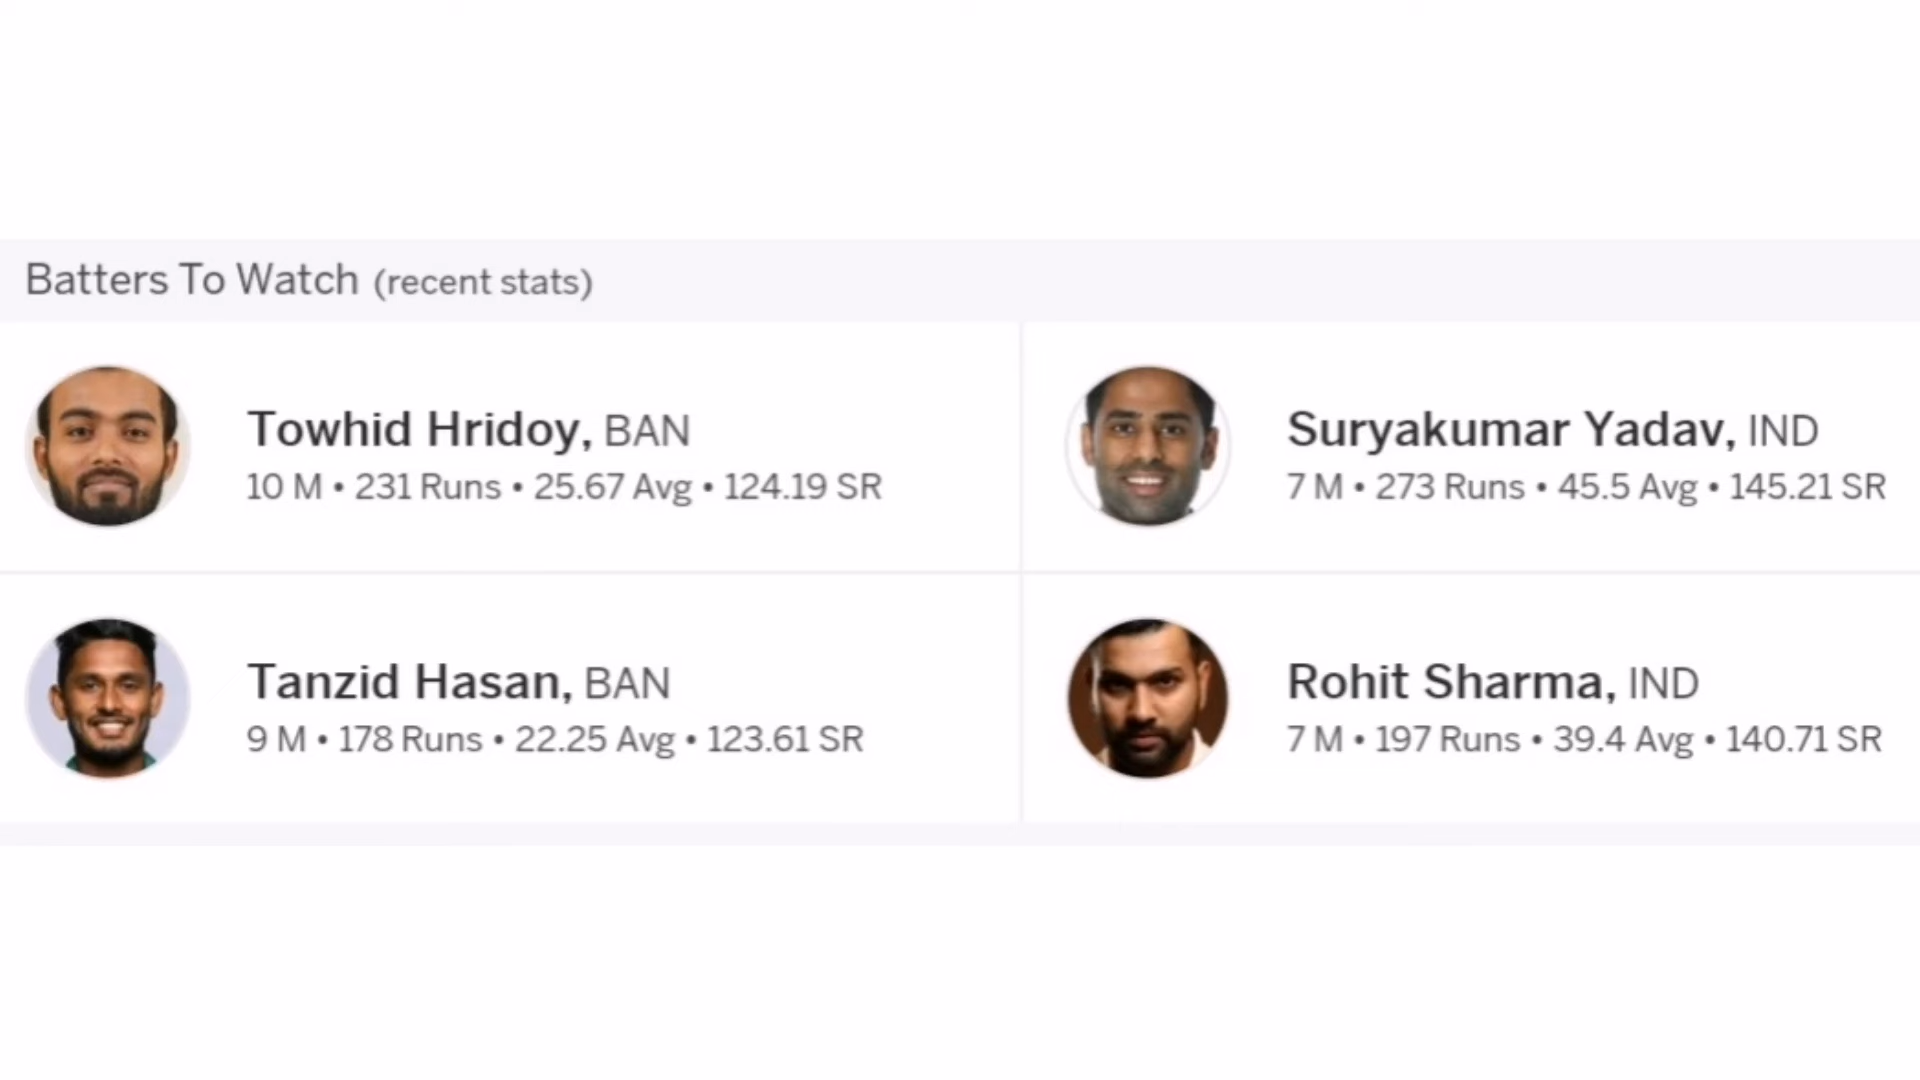 Batters To Watch (recent stats)
Towhid Hridoy, BAN
10 M • 231 Runs • 25.67 Avg • 124.19 SR
Suryakumar Yadav, IND
7 M • 273 Runs • 45.5 Avg • 145.21 SR
Tanzid Hasan, BAN
9 M • 178 Runs • 22.25 Avg • 123.61 SR
Rohit Sharma, IND
7 M • 197 Runs • 39.4 Avg • 140.71 SR